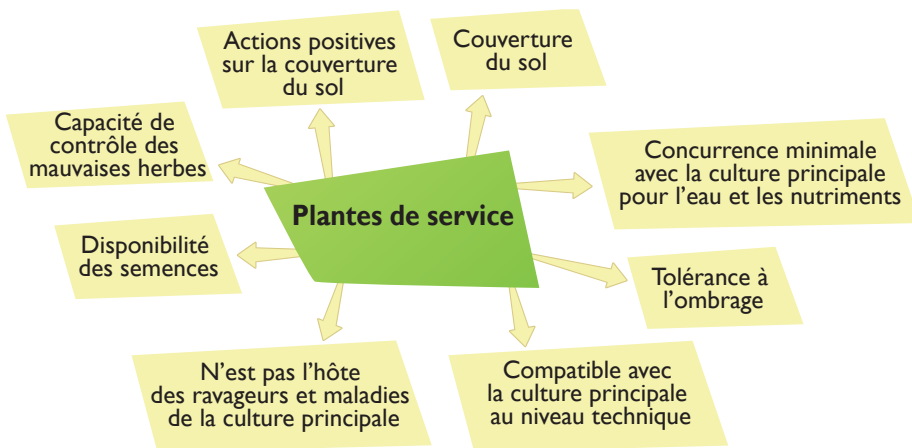 Actions positives
sur la couverture
du sol
Couverture
du sol
Capacité de
contrôle des
mauvaises herbes
Concurrence minimale
avec la culture principale
pour l'eau et les nutriments
Plantes de service
Disponibilité
des semences
Tolérance à
l'ombrage
N'est pas l'hôte
des ravageurs et maladies
de la culture principale
Compatible avec
la culture principale
au niveau technique